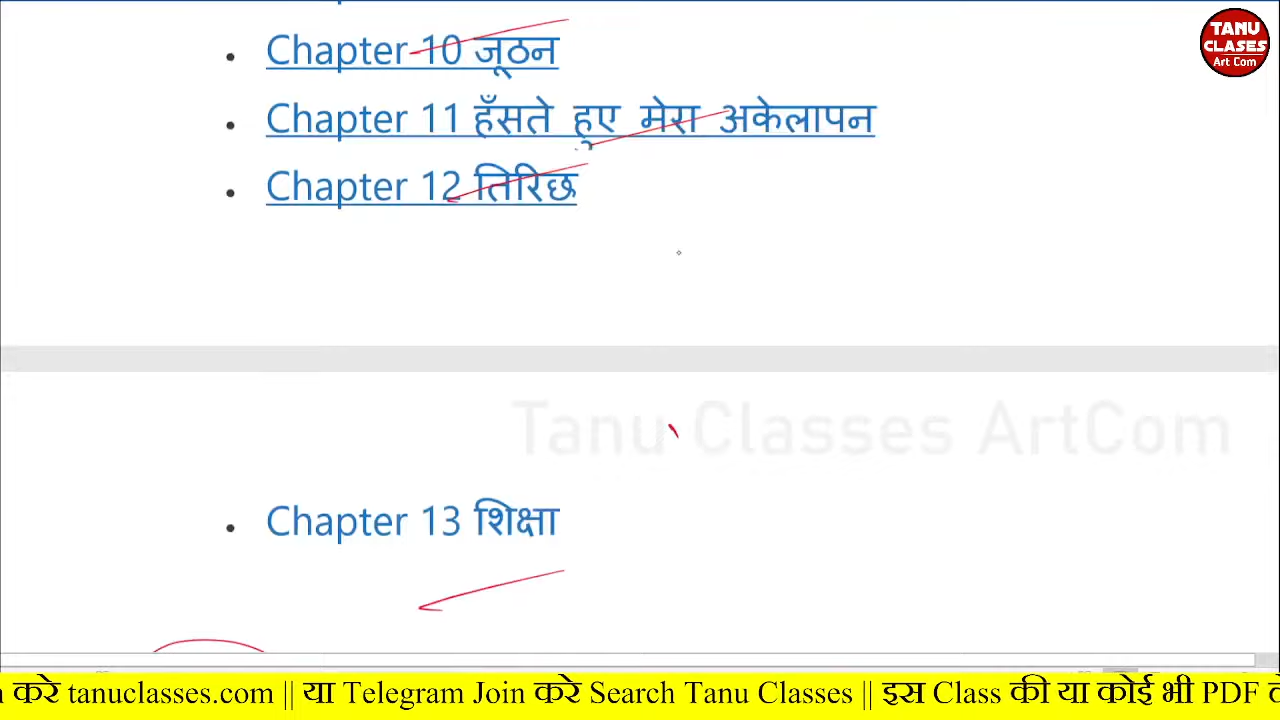 TANU
CLASES
Art Com
Chapter 10 जूठन
Chapter 11 हँसते हुए मेरा अकेलापन
Chapter 12 तिरिछ
Tanu Classes ArtCom
Chapter 13 शिक्षा
करे tanuclasses.com || या Telegram Join करे Search Tanu Classes || इस Class की या कोई भी PDF